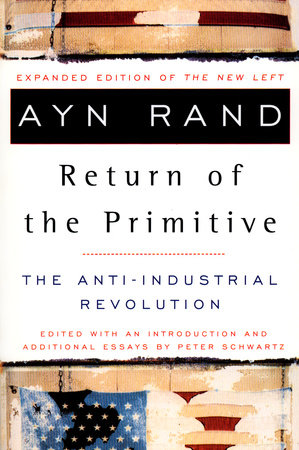 EXPANDED EDITION OF THE NEW LEFT
AYN RAND
Return of
the Primitive
THE ANTI-INDUSTRIAL
REVOLUTION
EDITED WITH AN INTRODUCTION AND
ADDITIONAL ESSAYS BY PETER SCHWARTZ